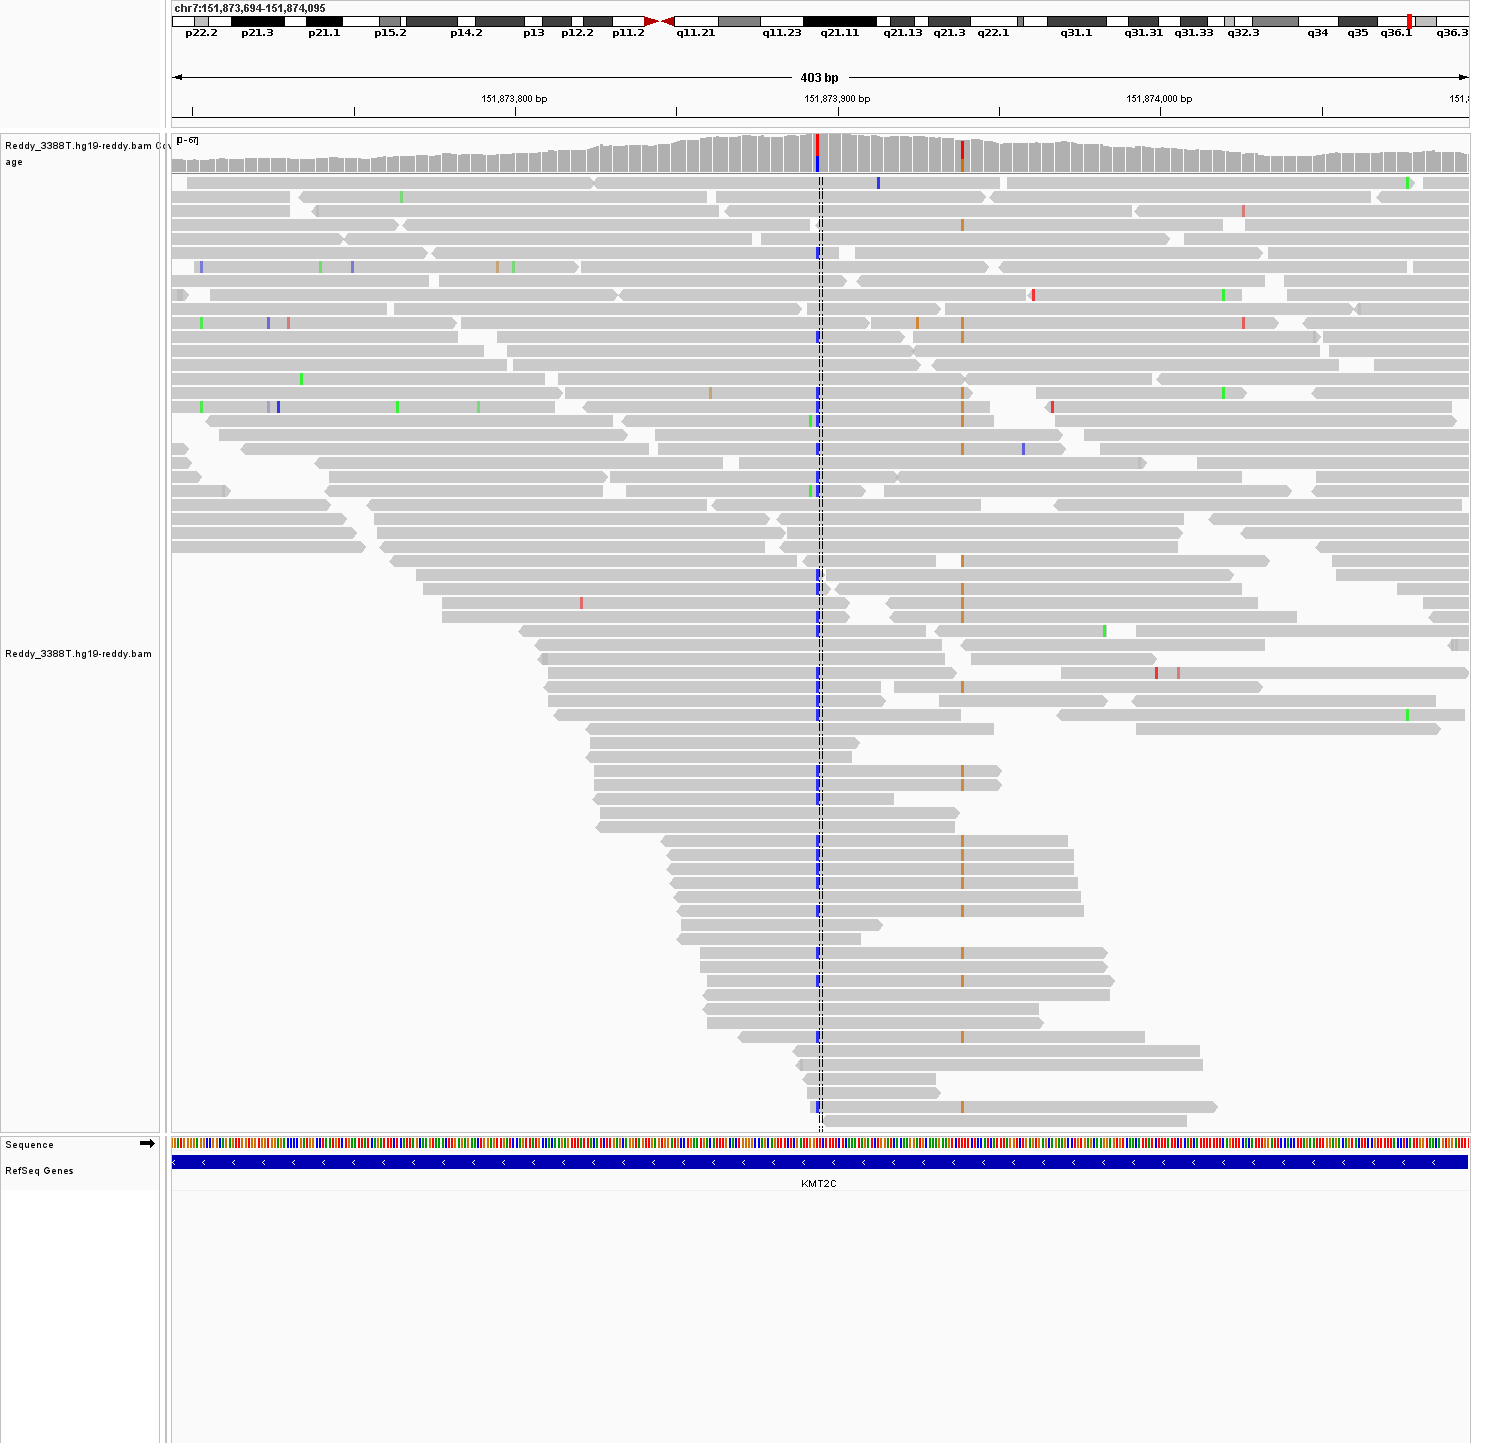 chr7:151,873,694-151,874,095
p22.2 p21.3 p21.1 p15.2 p14.2 p13 p12.2 p11.2 q11.21 q11.23 q21.11 q21.13 q21.3 q22.1 q31.1 q31.31 q31.33 q32.3 q34 q35 q36.1 q36.3
403 bp
151,873,800 bp 151,873,900 bp 151,874,000 bp 151,8
Reddy_3388T.hg19-reddy.bam Cov
age
[0 - 67]
Reddy_3388T.hg19-reddy.bam
Sequence
RefSeq Genes
KMT2C